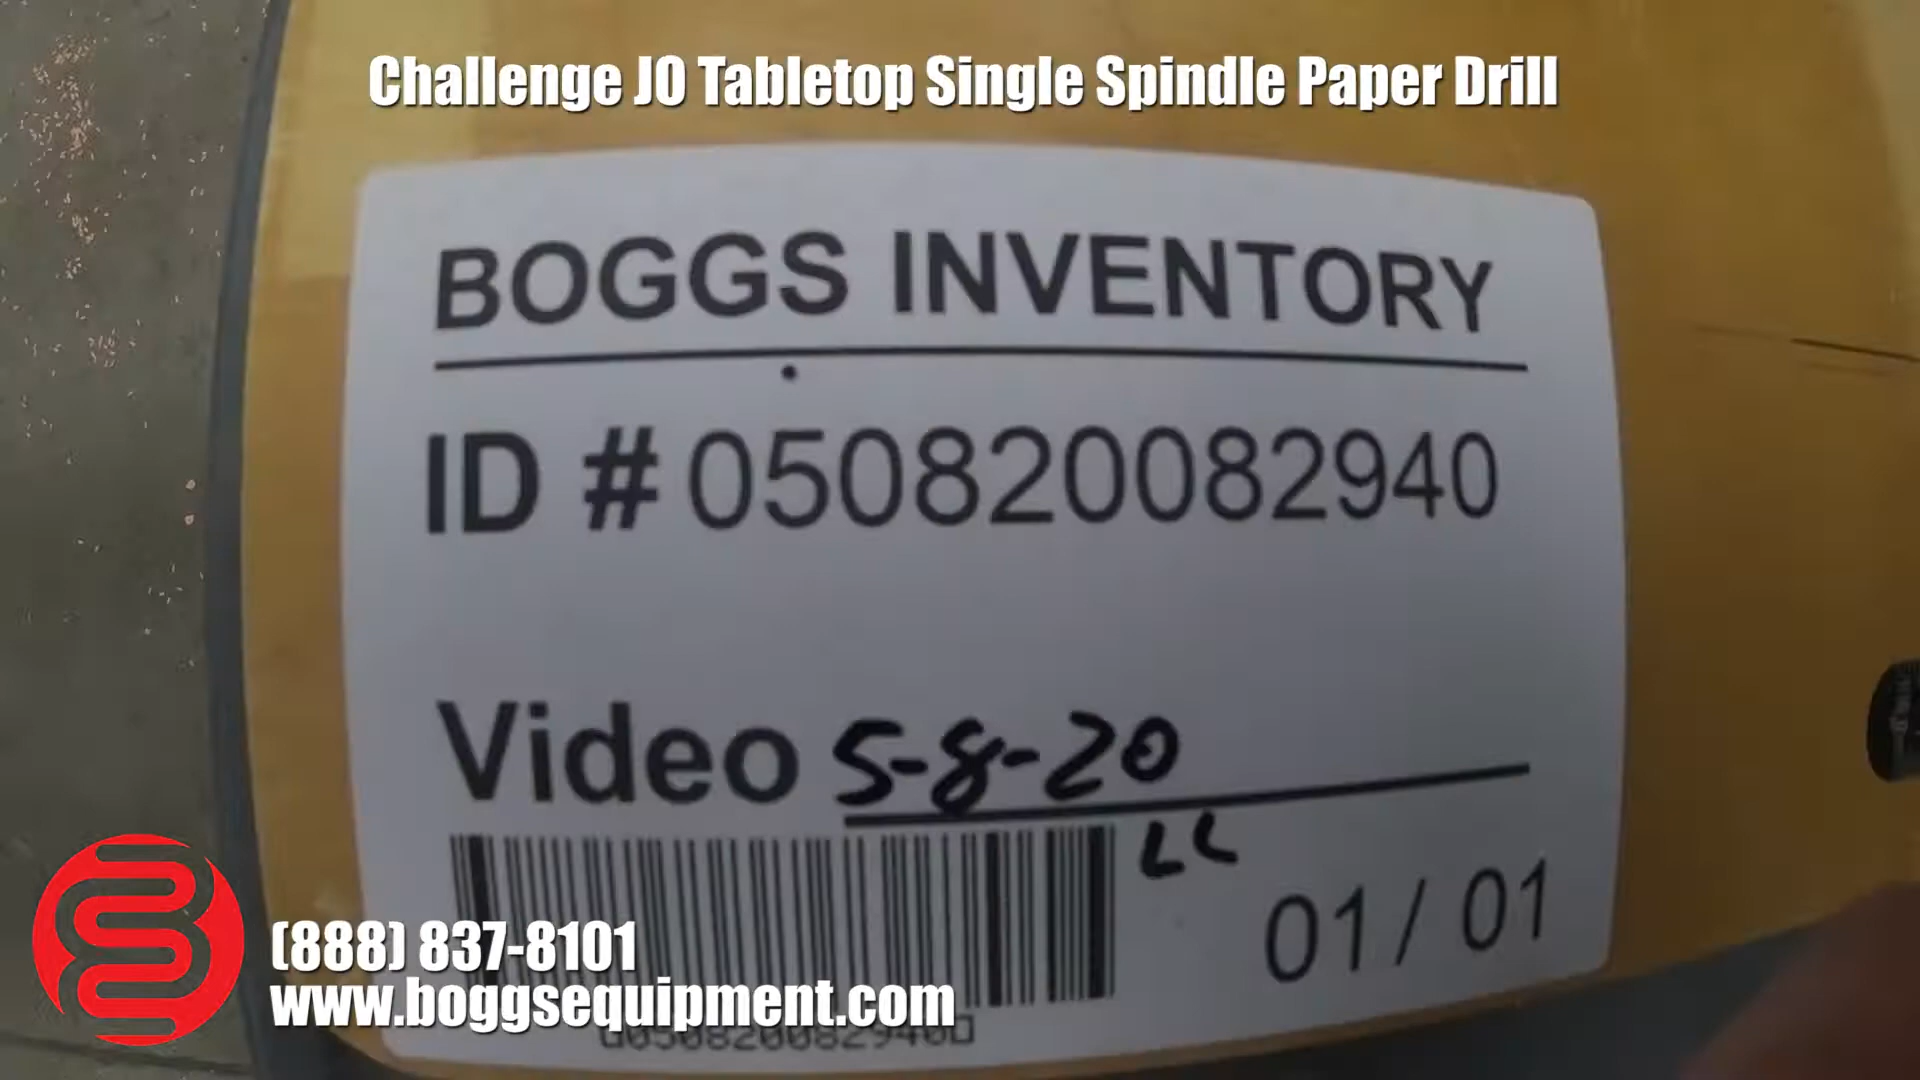 Challenge JO Tabletop Single Spindle Paper Drill
BOGGS INVENTORY
ID # 050820082940
Video 5-8-20
LL
01 / 01
(888) 837-8101
www.boggsequipment.com
050820082940